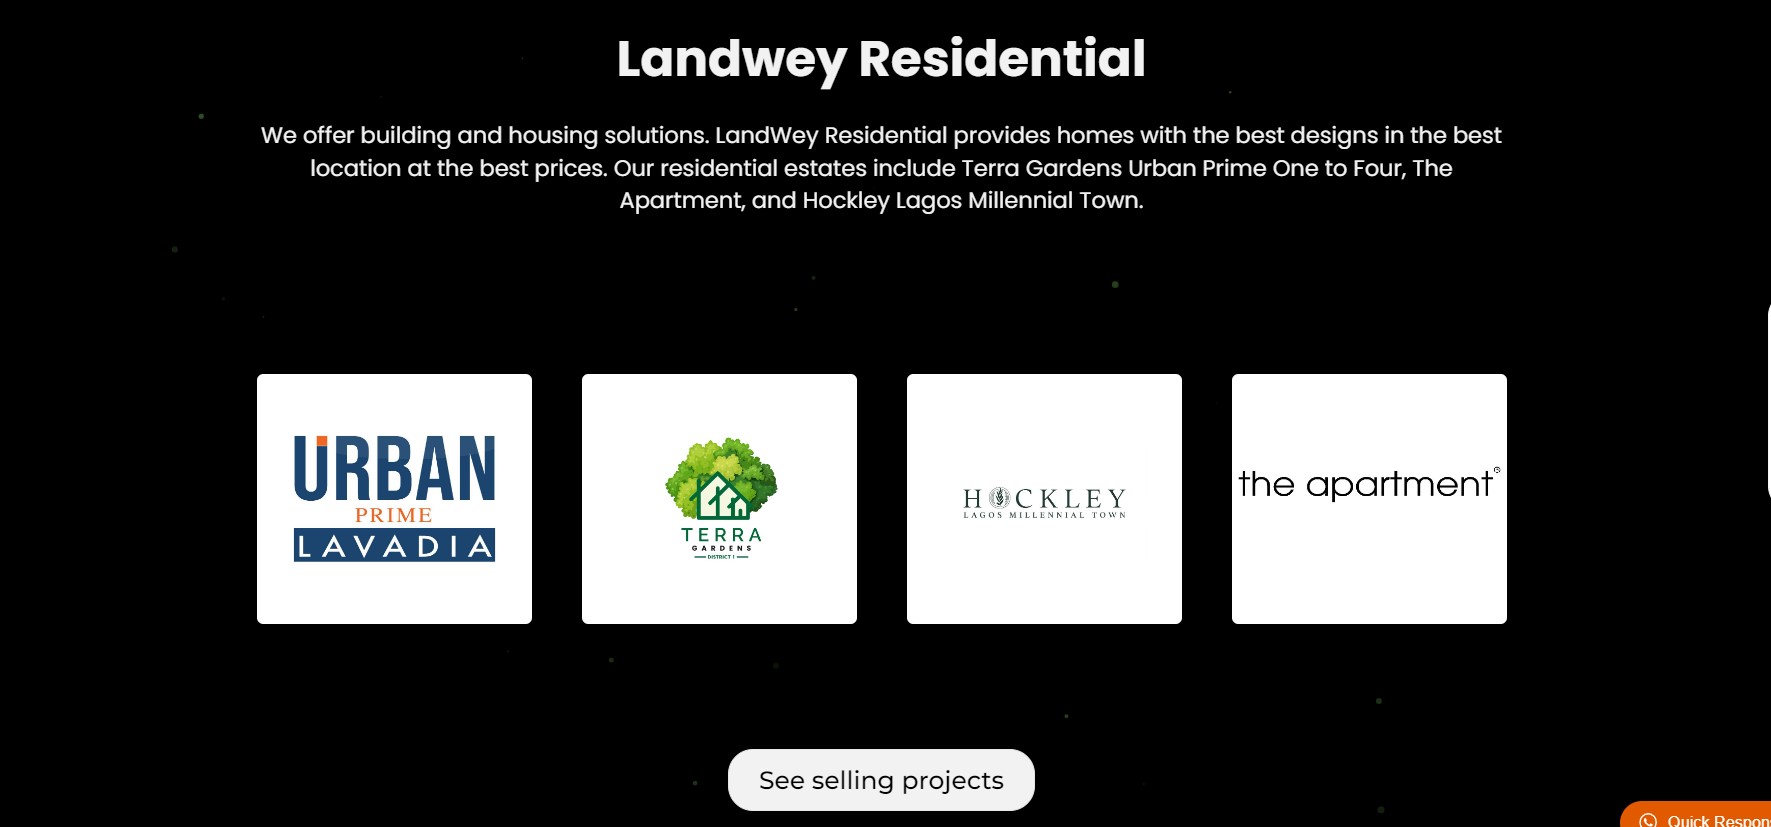 Landwey Residential
We offer building and housing solutions. LandWey Residential provides homes with the best designs in the best
location at the best prices. Our residential estates include Terra Gardens Urban Prime One to Four, The
Apartment, and Hockley Lagos Millennial Town.
URBAN
PRIME
LAVADIA
TERRA
GARDENS
DISTRICT 1
HOCKLEY
LAGOS MILLENNIAL TOWN
the apartment®
See selling projects
Quick